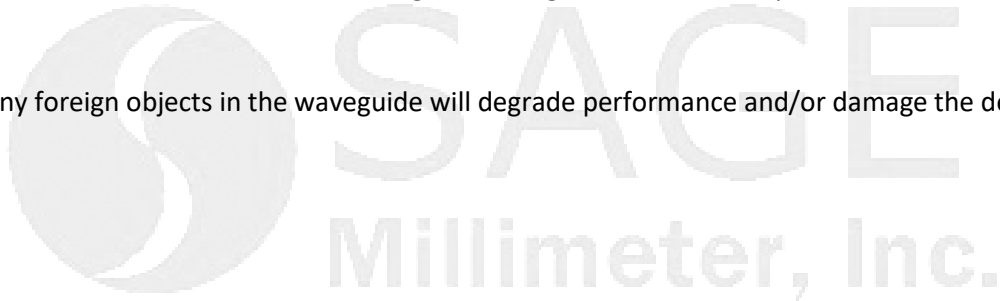 ny foreign objects in the waveguide will degrade performance and/or damage the de
SAGE
Millimeter, Inc.